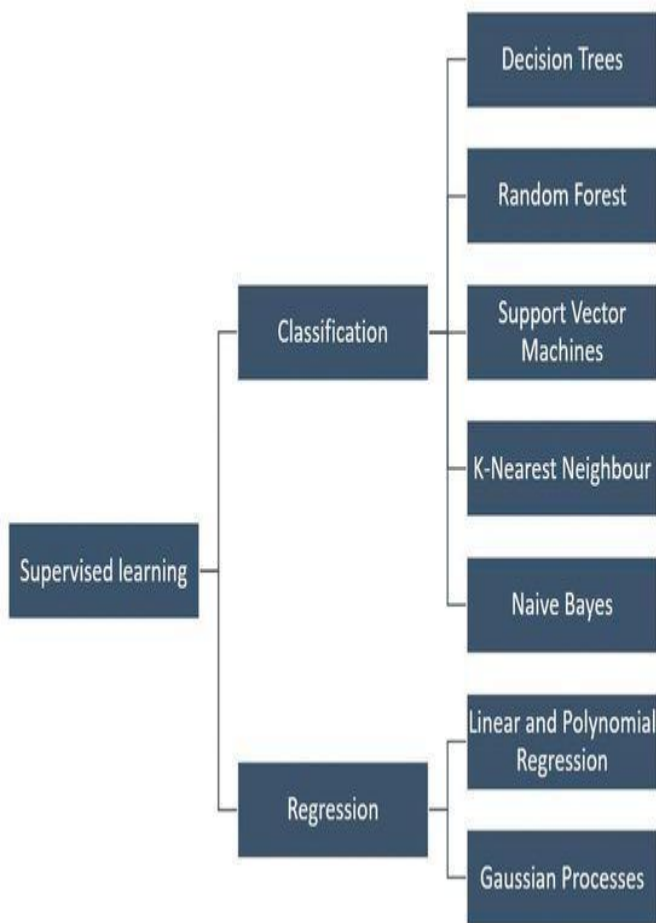 Decision Trees
Random Forest
Support Vector
Machines
Classification
K-Nearest Neighbour
Supervised learning
Naive Bayes
Linear and Polynomial
Regression
Regression
Gaussian Processes